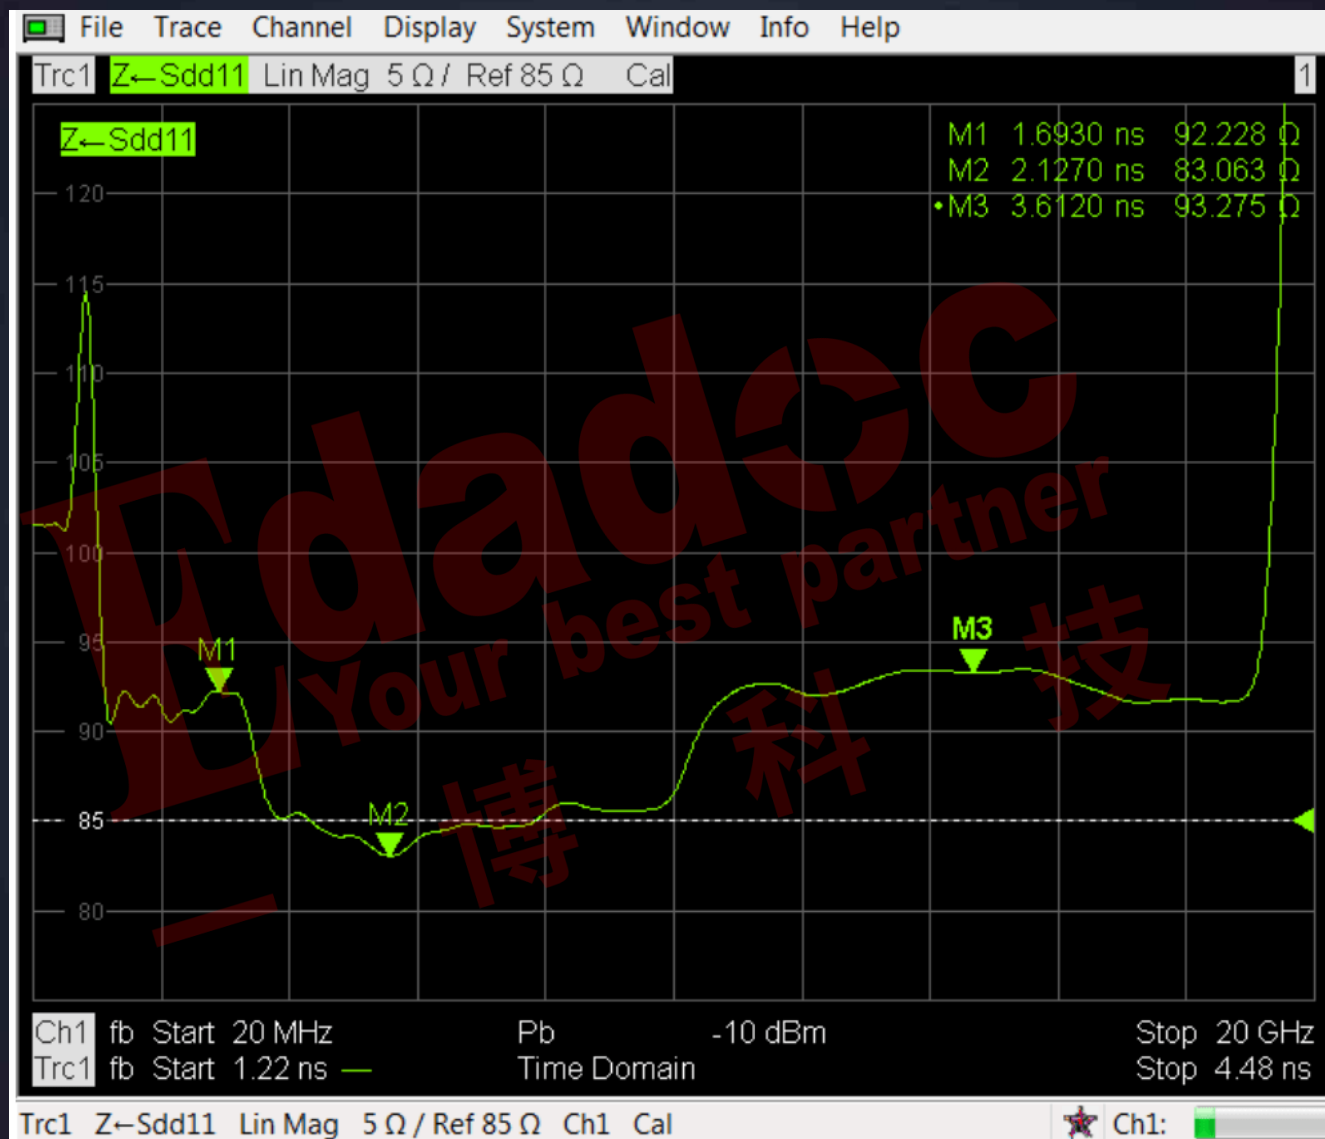 File Trace Channel Display System Window Info Help
Trc1 Z←Sdd11 Lin Mag 5 Ω / Ref 85 Ω Cal 1
Z←Sdd11
M1 1.6930 ns 92.228 Ω
M2 2.1270 ns 83.063 Ω
•M3 3.6120 ns 93.275 Ω
120
115
110
105
100
95
90
85
80
M1
M2
M3
Edadoc
Your best partner
一博科技
Ch1 fb Start 20 MHz Pb -10 dBm Stop 20 GHz
Trc1 fb Start 1.22 ns — Time Domain Stop 4.48 ns
Trc1 Z←Sdd11 Lin Mag 5 Ω / Ref 85 Ω Ch1 Cal Ch1: